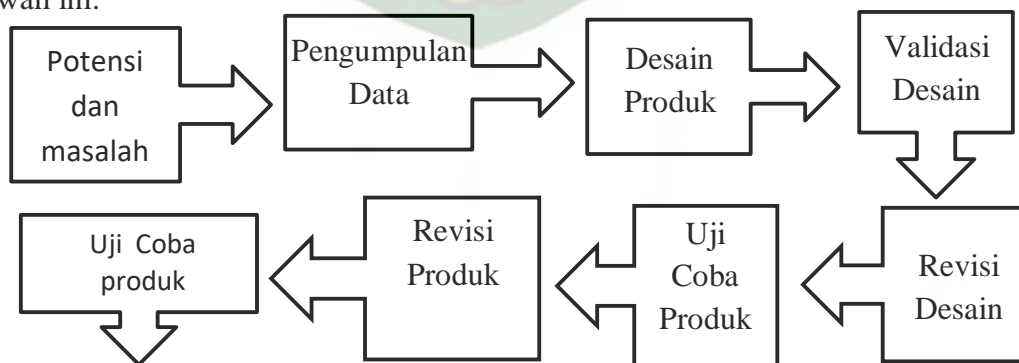 wah ini.
Potensi
dan
masalah
Pengumpulan
Data
Desain
Produk
Validasi
Desain
Revisi
Desain
Uji
Coba
Produk
Revisi
Produk
Uji Coba
produk